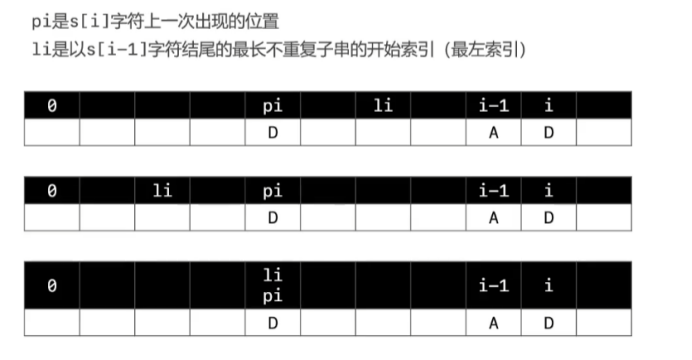 pi是s[i]字符上一次出现的位置
li是以s[i-1]字符结尾的最长不重复子串的开始索引 (最左索引)
0 pi li i-1 i
D A D
0 li pi i-1 i
D A D
li
0 i-1 i
pi
D A D